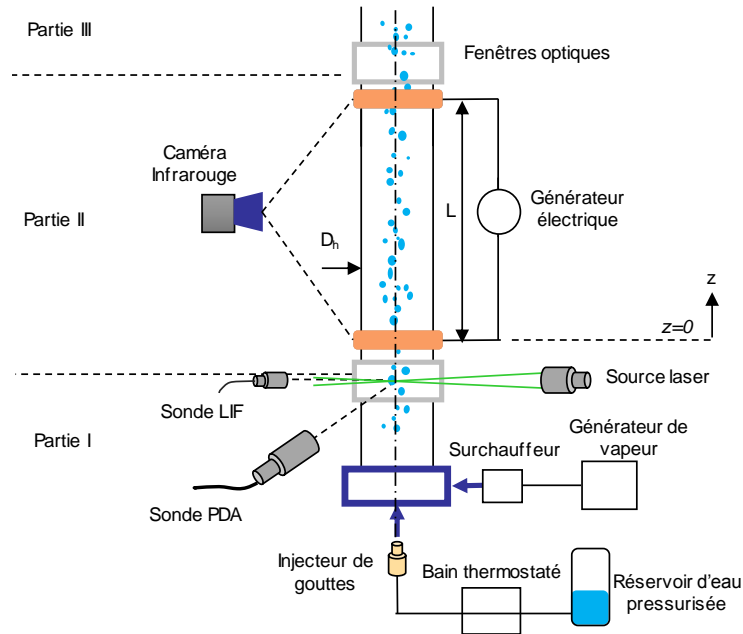 Partie III
Fenêtres optiques
Caméra
Infrarouge
Générateur
électrique
L
Partie II
Dh
z
z=0
Source laser
Sonde LIF
Partie I
Générateur de
vapeur
Surchauffeur
Sonde PDA
Injecteur de
gouttes
Bain thermostaté
Réservoir d'eau
pressurisée